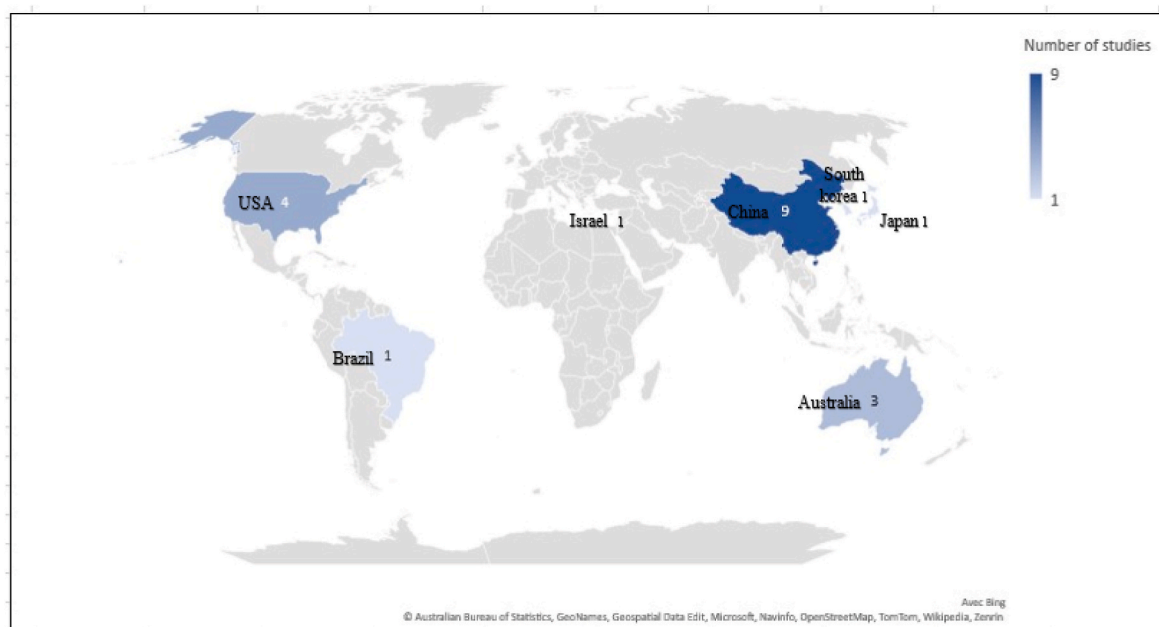 Number of studies
9
1
South
korea 1
USA 4
China 9
Israel 1
Japan 1
Brazil 1
Australia 3
Avec Bing
© Australian Bureau of Statistics, GeoNames, Geospatial Data Edit, Microsoft, Navinfo, OpenStreetMap, TomTom, Wikipedia, Zenrin